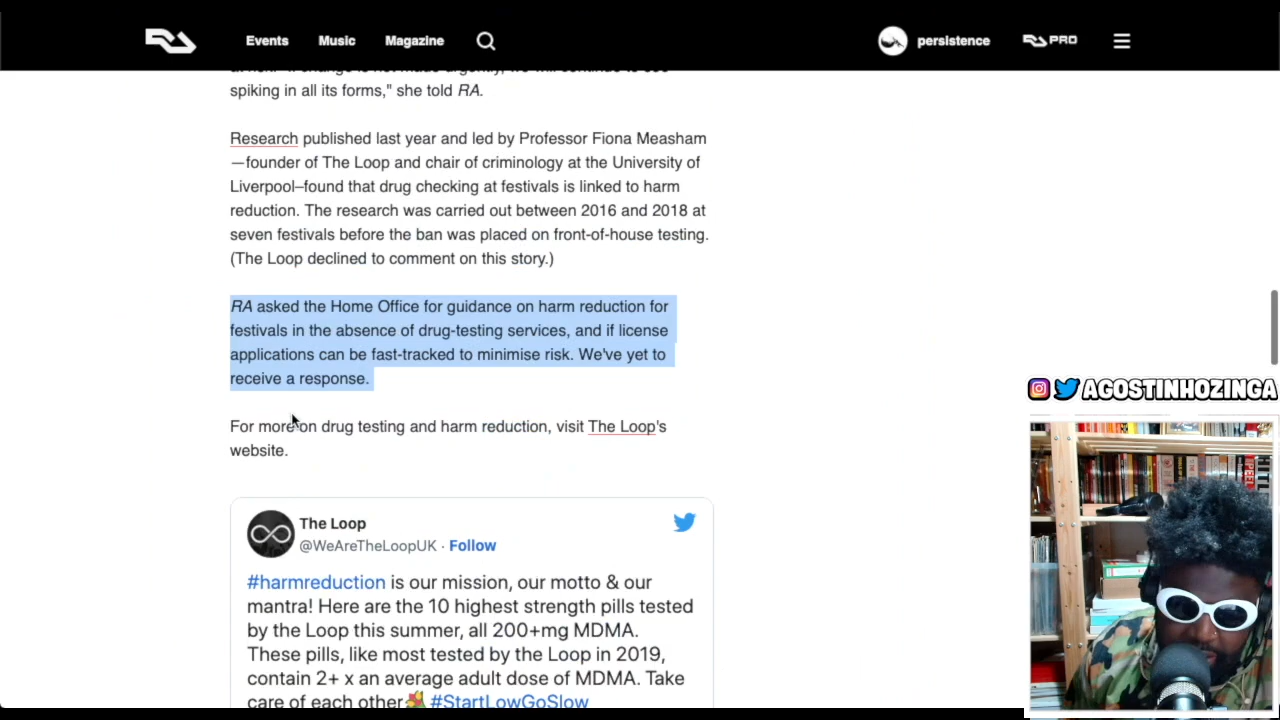 Events
Music
Magazine
persistence
PRO
spiking in all its forms," she told RA.
Research published last year and led by Professor Fiona Measham
—founder of The Loop and chair of criminology at the University of
Liverpool–found that drug checking at festivals is linked to harm
reduction. The research was carried out between 2016 and 2018 at
seven festivals before the ban was placed on front-of-house testing.
(The Loop declined to comment on this story.)
RA asked the Home Office for guidance on harm reduction for
festivals in the absence of drug-testing services, and if license
applications can be fast-tracked to minimise risk. We've yet to
receive a response.
For more on drug testing and harm reduction, visit The Loop's
website.
The Loop
@WeAreTheLoopUK · Follow
#harmreduction is our mission, our motto & our
mantra! Here are the 10 highest strength pills tested
by the Loop this summer, all 200+mg MDMA.
These pills, like most tested by the Loop in 2019,
contain 2+ x an average adult dose of MDMA. Take
care of each other #StartLowGoSlow
AGOSTINHOZINGA